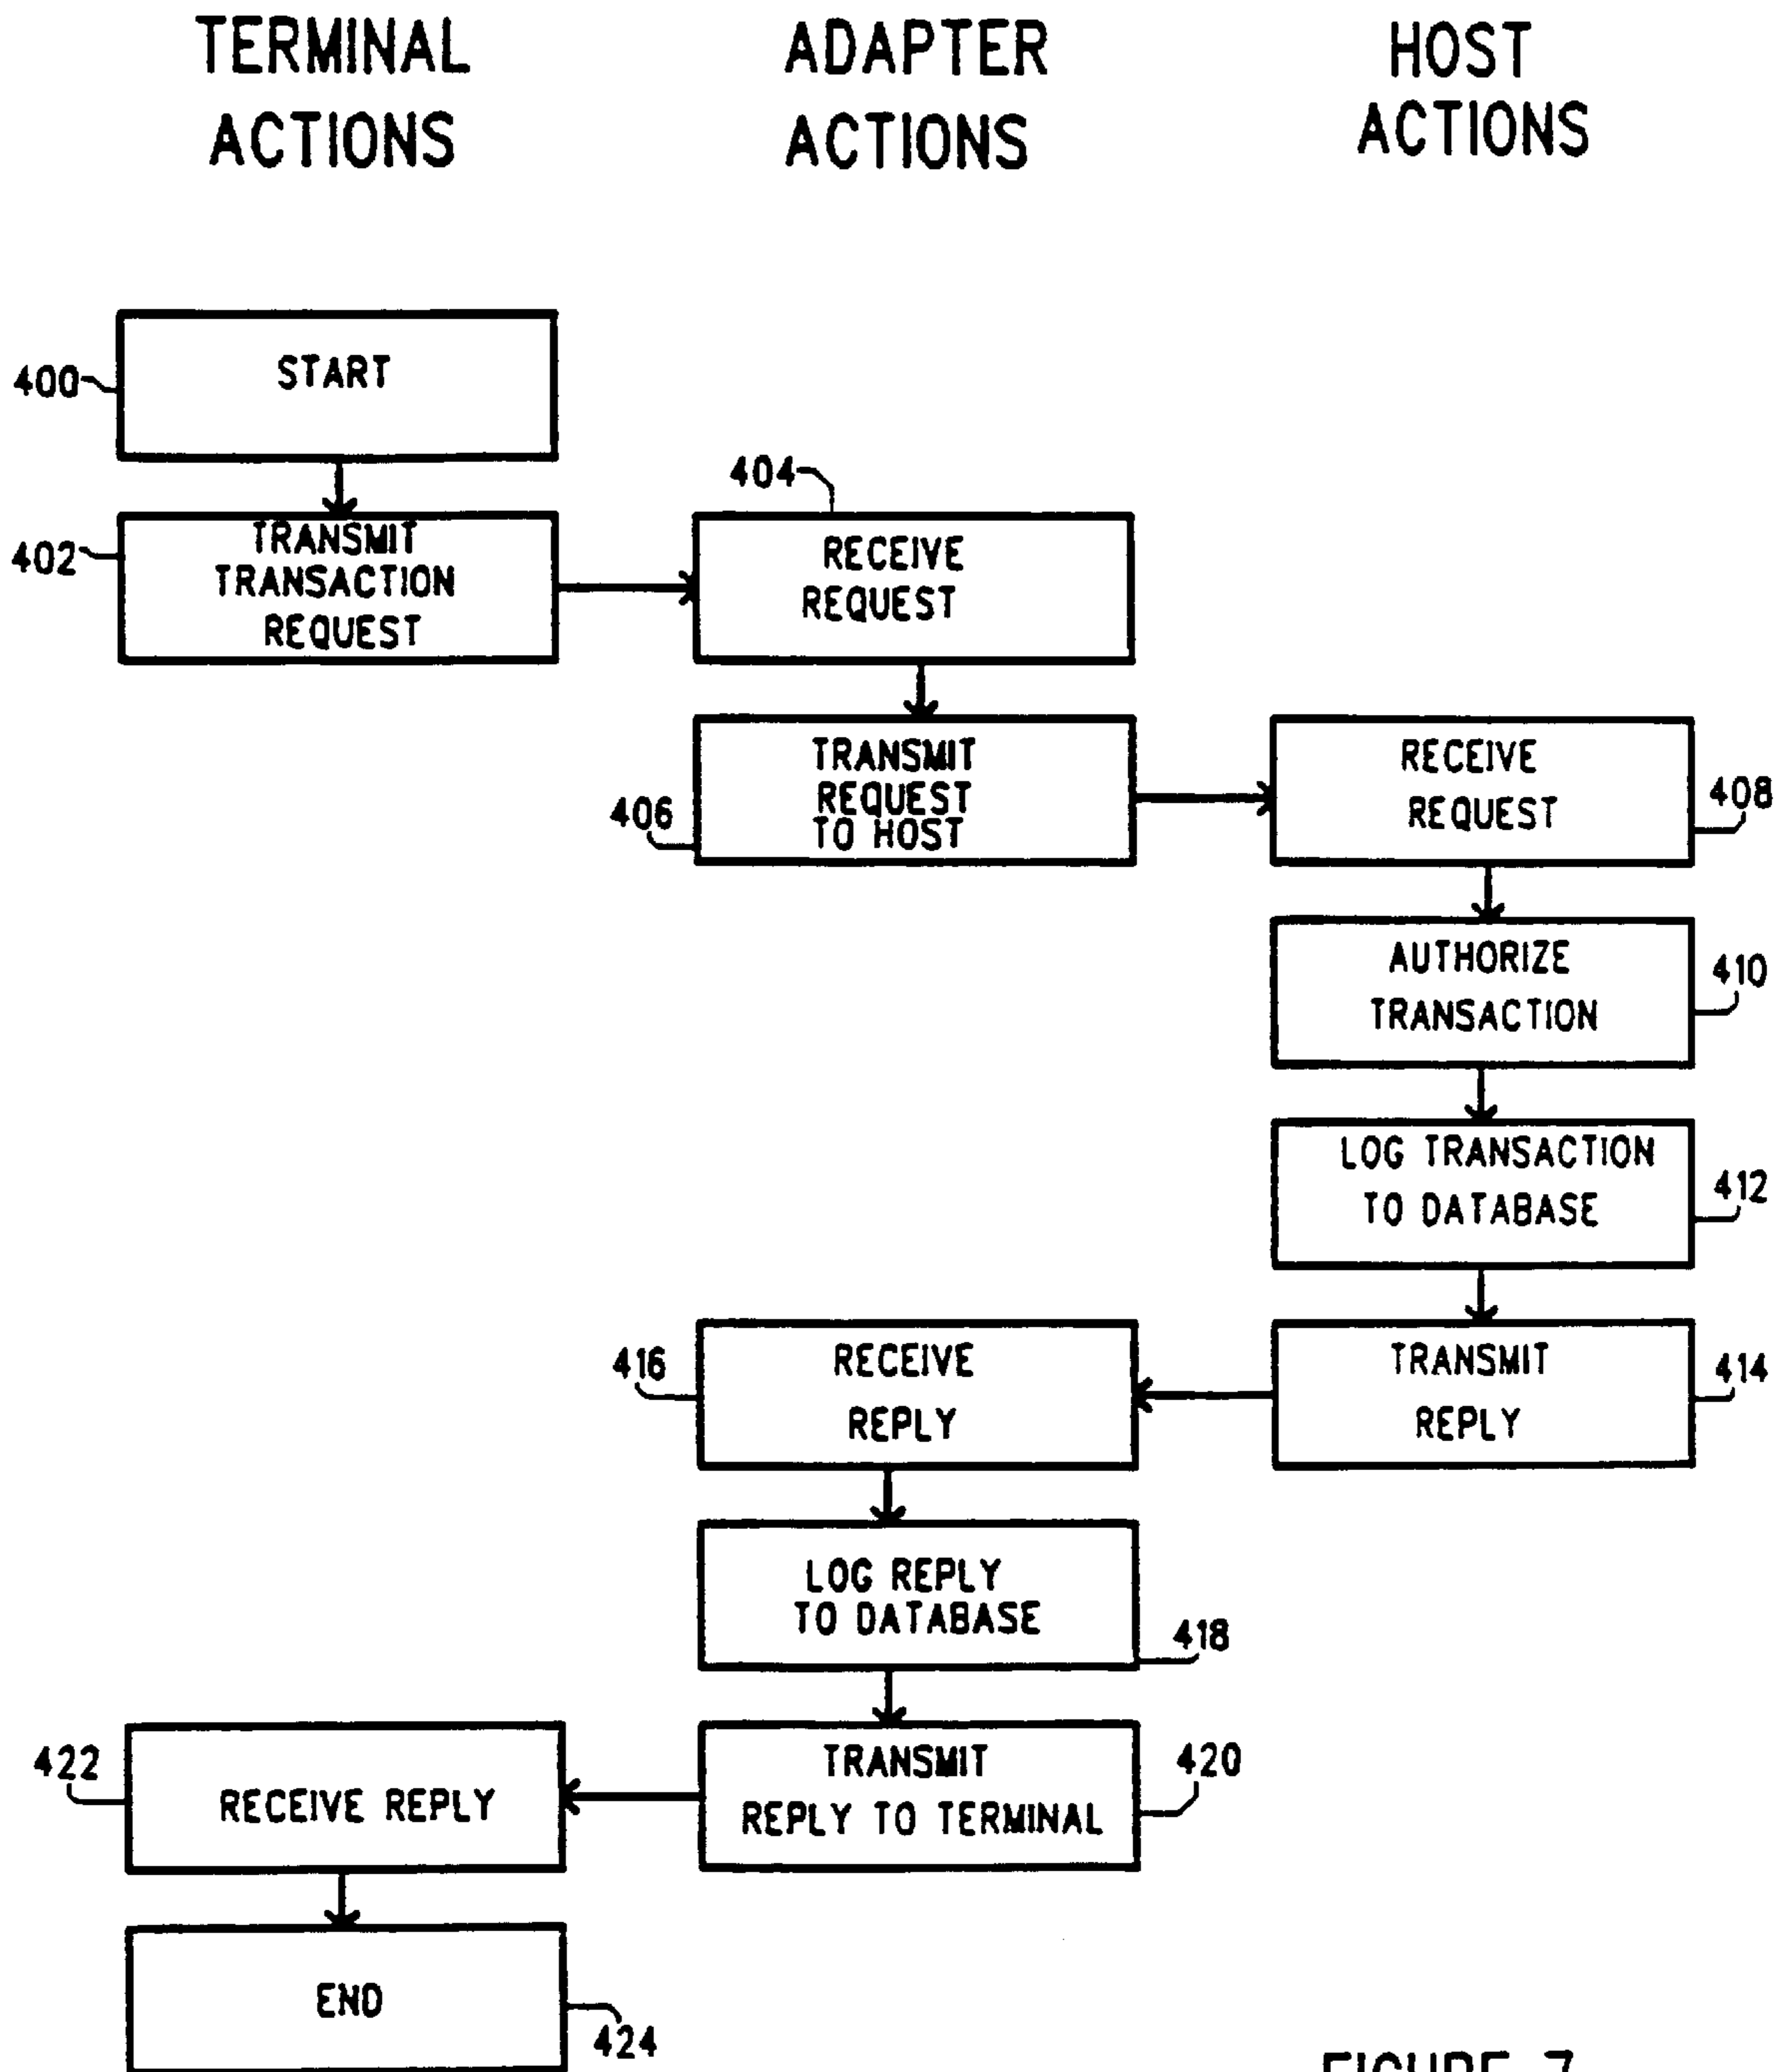 TERMINAL
ACTIONS
ADAPTER
ACTIONS
HOST
ACTIONS
400
START
402
TRANSMIT
TRANSACTION
REQUEST
404
RECEIVE
REQUEST
406
TRANSMIT
REQUEST
TO HOST
RECEIVE
REQUEST
408
AUTHORIZE
TRANSACTION
410
LOG TRANSACTION
TO DATABASE
412
TRANSMIT
REPLY
414
416
RECEIVE
REPLY
LOG REPLY
TO DATABASE
418
TRANSMIT
REPLY TO TERMINAL
420
422
RECEIVE REPLY
END
424
FIGURE 7